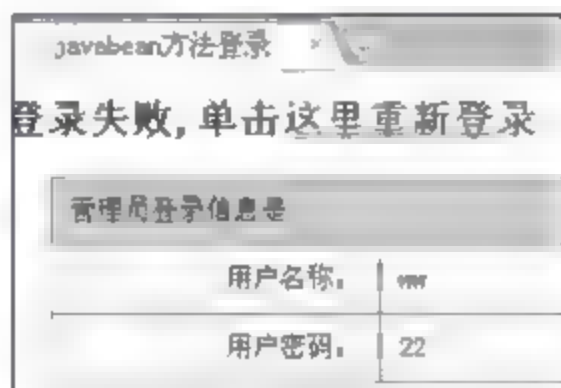 javabean方法登录 ×
登录失败,单击这里重新登录
管理员登录信息是
用户名称:
用户密码: 22